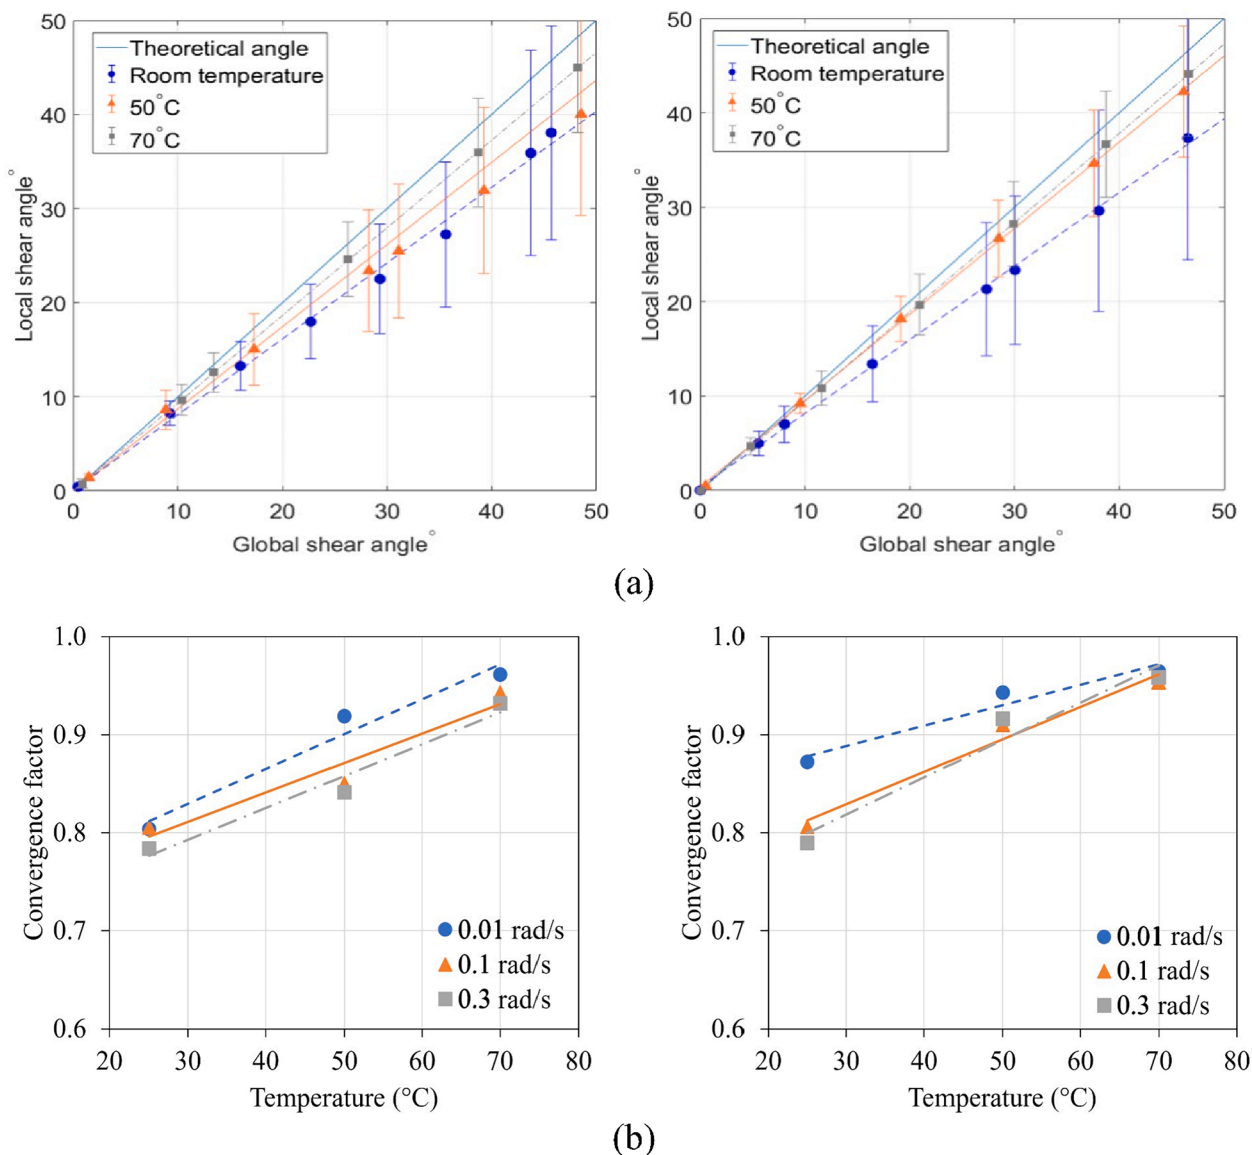 50
40
30
20
10
0
Local shear angle°
Theoretical angle
Room temperature
50°C
70°C
0 10 20 30 40 50
Global shear angle°
50
40
30
20
10
0
Local shear angle°
Theoretical angle
Room temperature
50°C
70°C
0 10 20 30 40 50
Global shear angle°
(a)
1.0
0.9
0.8
0.7
0.6
Convergence factor
0.01 rad/s
0.1 rad/s
0.3 rad/s
20 30 40 50 60 70 80
Temperature (°C)
1.0
0.9
0.8
0.7
0.6
Convergence factor
0.01 rad/s
0.1 rad/s
0.3 rad/s
20 30 40 50 60 70 80
Temperature (°C)
(b)